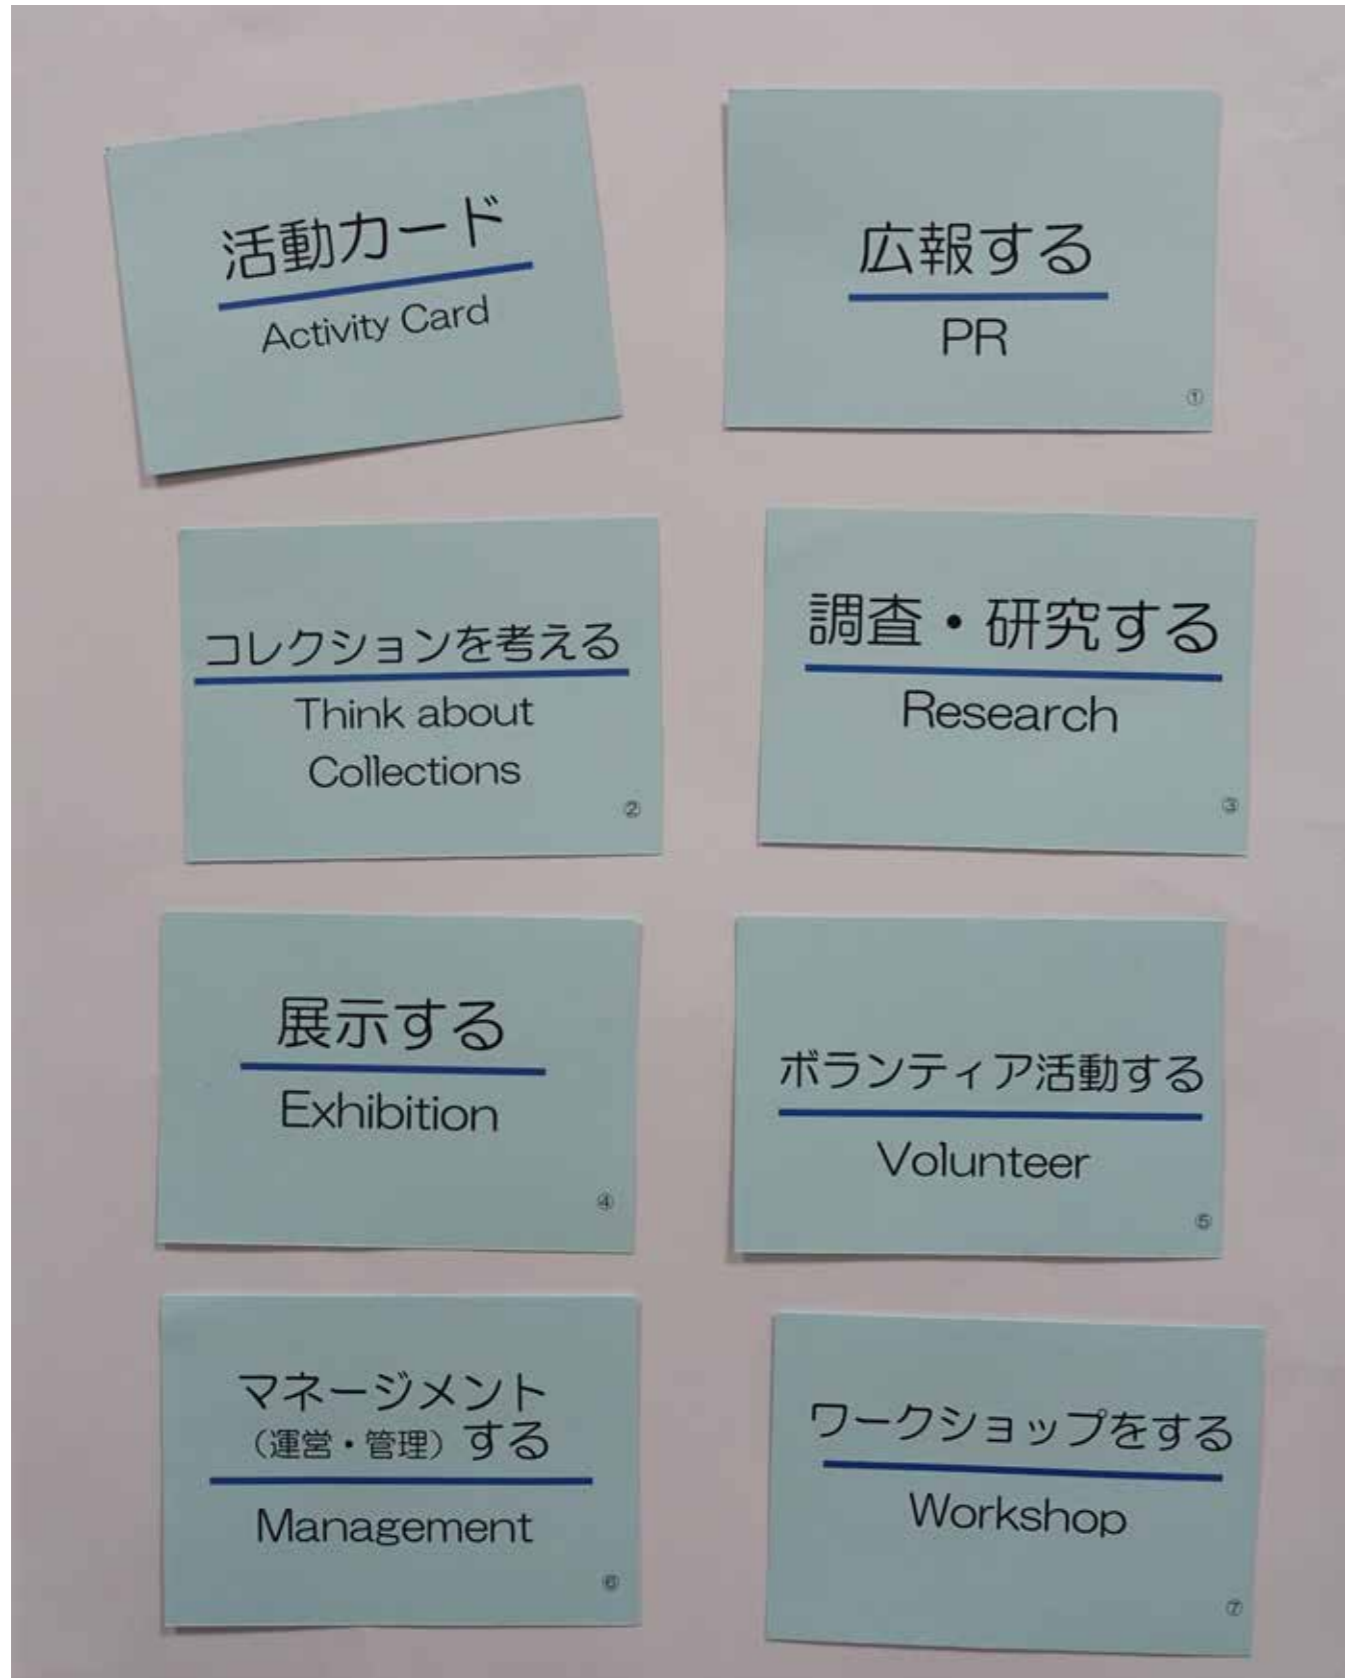 活動カード
Activity Card
広報する
PR
①
コレクションを考える
Think about
Collections
②
調査・研究する
Research
③
展示する
Exhibition
④
ボランティア活動する
Volunteer
⑤
マネージメント
（運営・管理）する
Management
⑥
ワークショップをする
Workshop
⑦